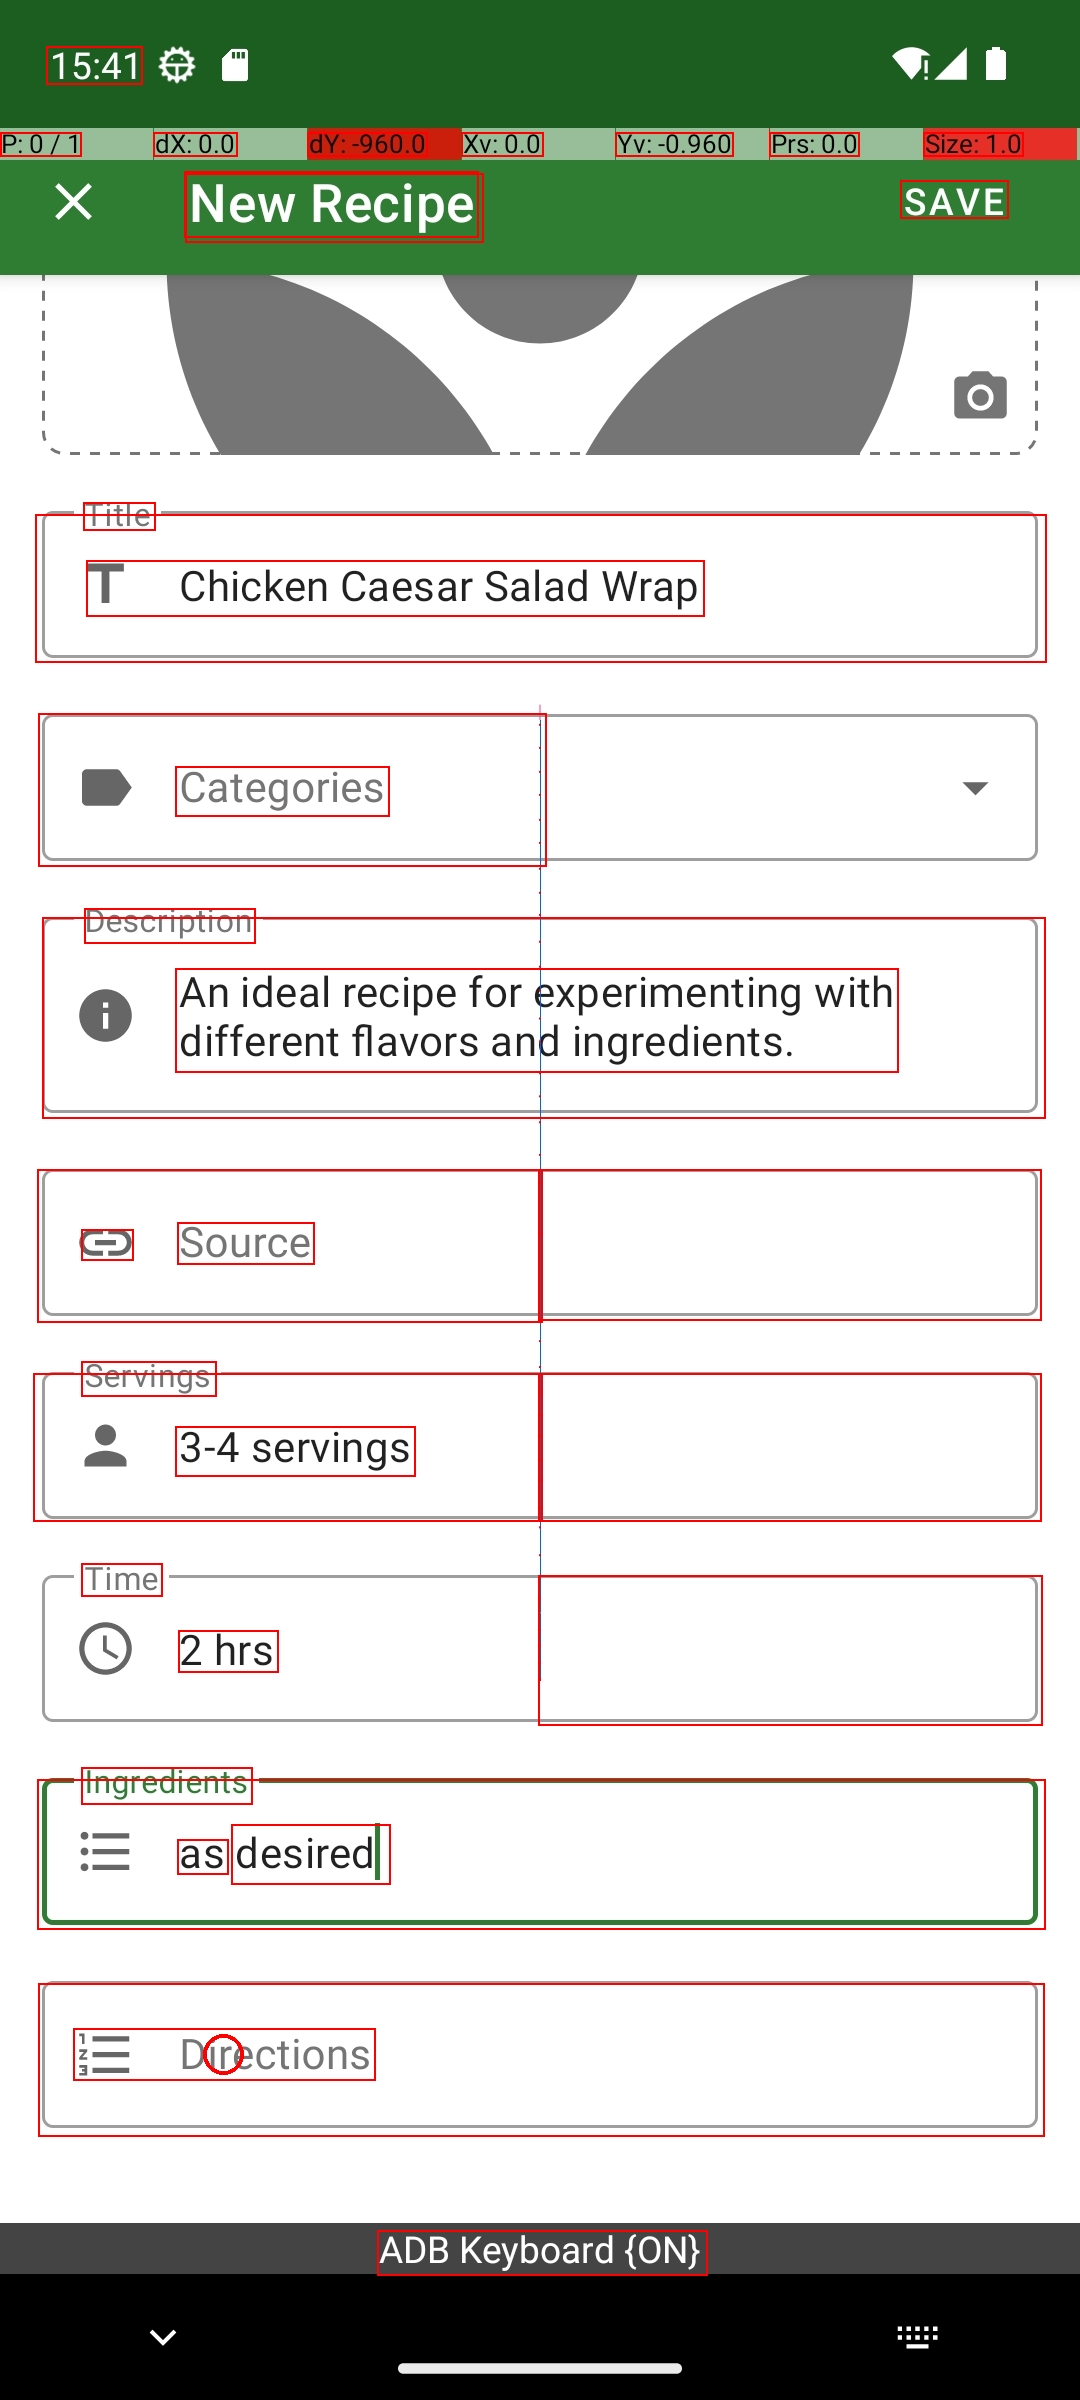 15:41
P: 0 / 1
dX: 0.0
dY: -960.0
Xv: 0.0
Yv: -0.960
Prs: 0.0
Size: 1.0
New Recipe
SAVE
Title
Chicken Caesar Salad Wrap
Categories
Description
An ideal recipe for experimenting with
different flavors and ingredients.
Source
Servings
3-4 servings
Time
2 hrs
Ingredients
as desired
Directions
ADB Keyboard {ON}